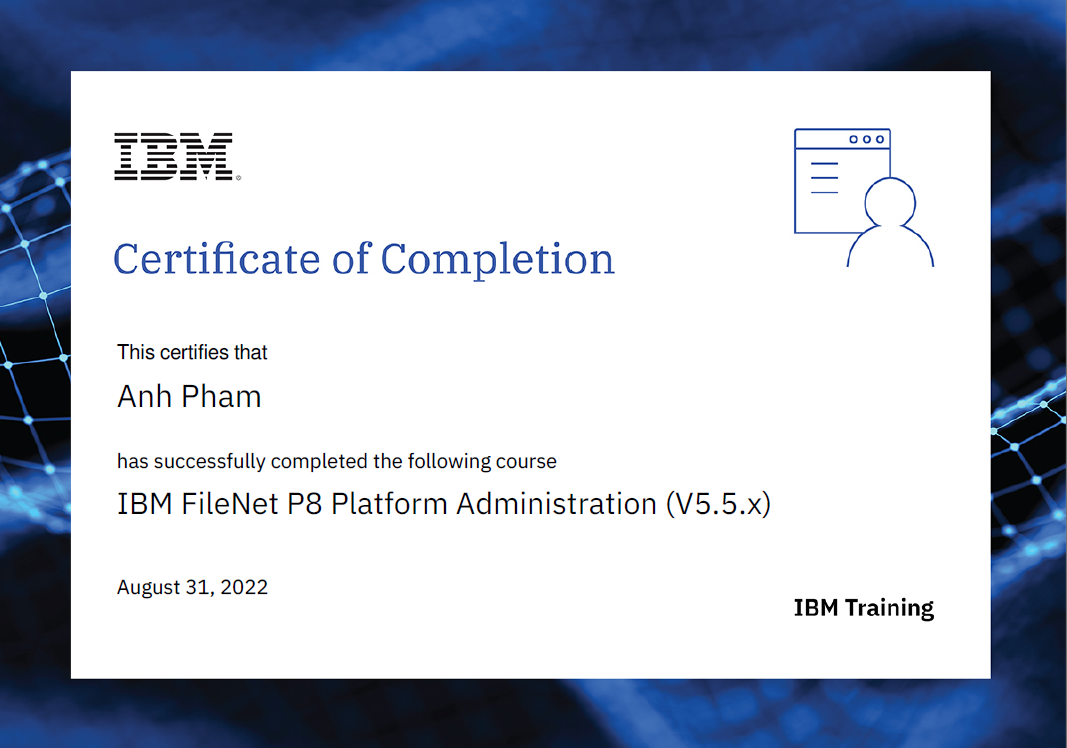 IBM®
Certificate of Completion
This certifies that
Anh Pham
has successfully completed the following course
IBM FileNet P8 Platform Administration (V5.5.x)
August 31, 2022
IBM Training